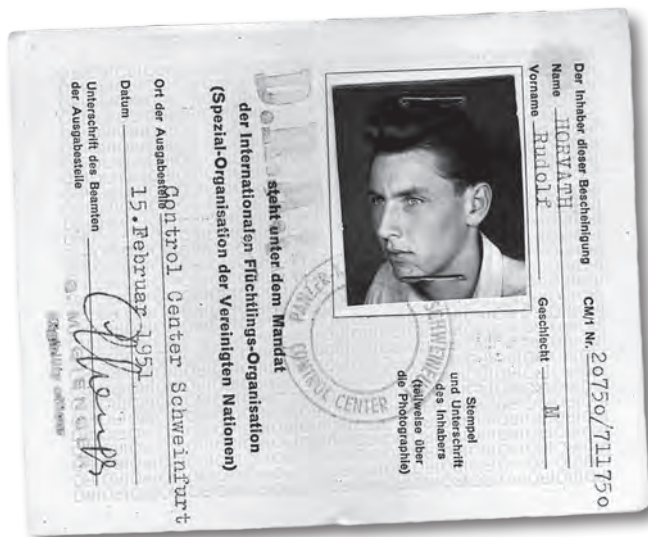 Der Inhaber dieser Bescheinigung CM/1 Nr. 20750/711750
Name HORVATH
Vorname Rudolf Geschlecht M
Stempel
und Unterschrift
des Inhabers
(teilweise über
die Photographie)
SCHWEINFURT
CONTROL CENTER
steht unter dem Mandat
der Internationalen Flüchtlings-Organisation
(Spezial-Organisation der Vereinigten Nationen)
Ort der Ausgabestelle Control Center Schweinfurt
Datum 15.Februar 1951
Unterschrift des Beamten
der Ausgabestelle